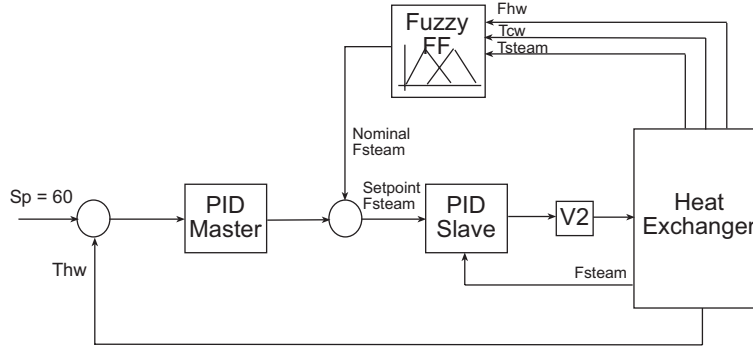 Fuzzy
FF
Fhw
Tcw
Tsteam
Nominal
Fsteam
Sp = 60
PID
Master
Setpoint
Fsteam
PID
Slave
V2
Heat
Exchanger
Thw
Fsteam